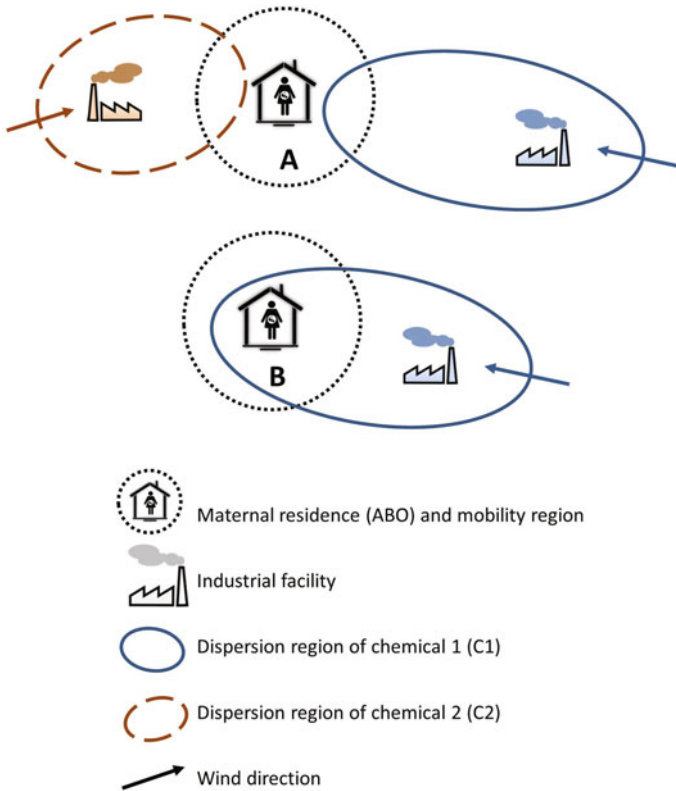 A
B
Maternal residence (ABO) and mobility region
Industrial facility
Dispersion region of chemical 1 (C1)
Dispersion region of chemical 2 (C2)
Wind direction